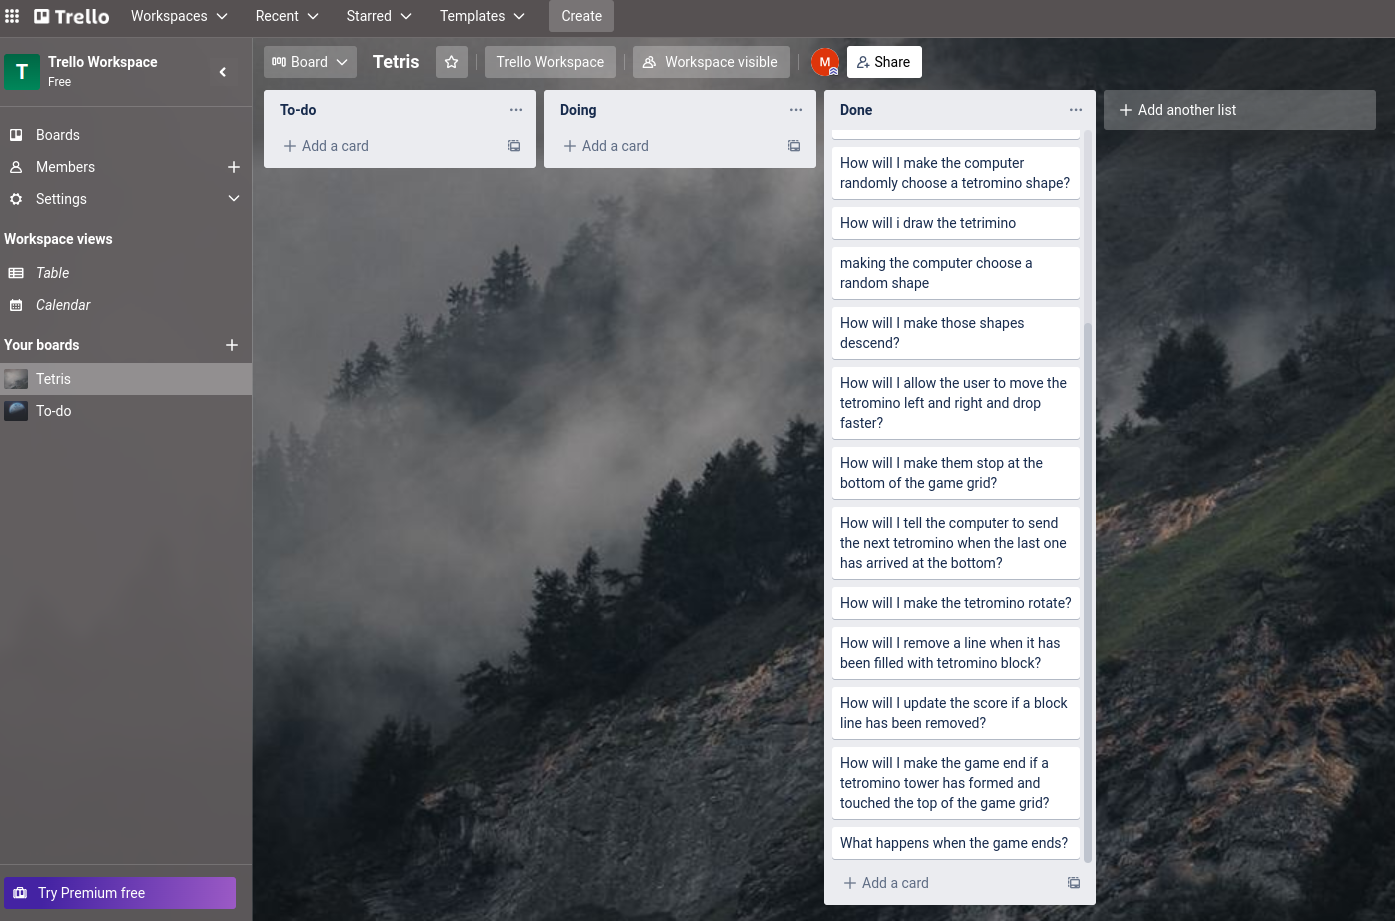 Trello
Workspaces
Recent
Starred
Templates
Create
T
Trello Workspace
Free
Boards
Members
Settings
Workspace views
Table
Calendar
Your boards
Tetris
To-do
Try Premium free
Board
Tetris
Trello Workspace
Workspace visible
M
Share
To-do
Add a card
Doing
Add a card
Done
How will I make the computer
randomly choose a tetromino shape?
How will i draw the tetrimino
making the computer choose a
random shape
How will I make those shapes
descend?
How will I allow the user to move the
tetromino left and right and drop
faster?
How will I make them stop at the
bottom of the game grid?
How will I tell the computer to send
the next tetromino when the last one
has arrived at the bottom?
How will I make the tetromino rotate?
How will I remove a line when it has
been filled with tetromino block?
How will I update the score if a block
line has been removed?
How will I make the game end if a
tetromino tower has formed and
touched the top of the game grid?
What happens when the game ends?
Add a card
Add another list